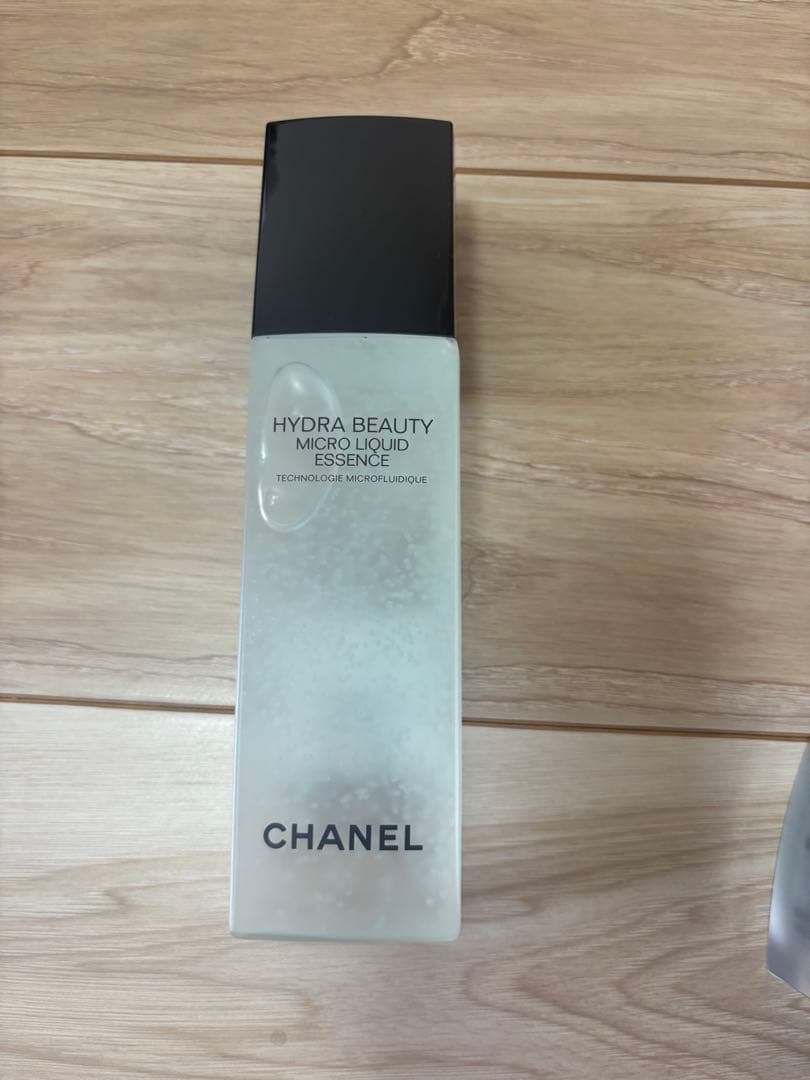 HYDRA BEAUTY
MICRO LIQUID
ESSENCE
TECHNOLOGIE MICROFLUIDIQUE
CHANEL